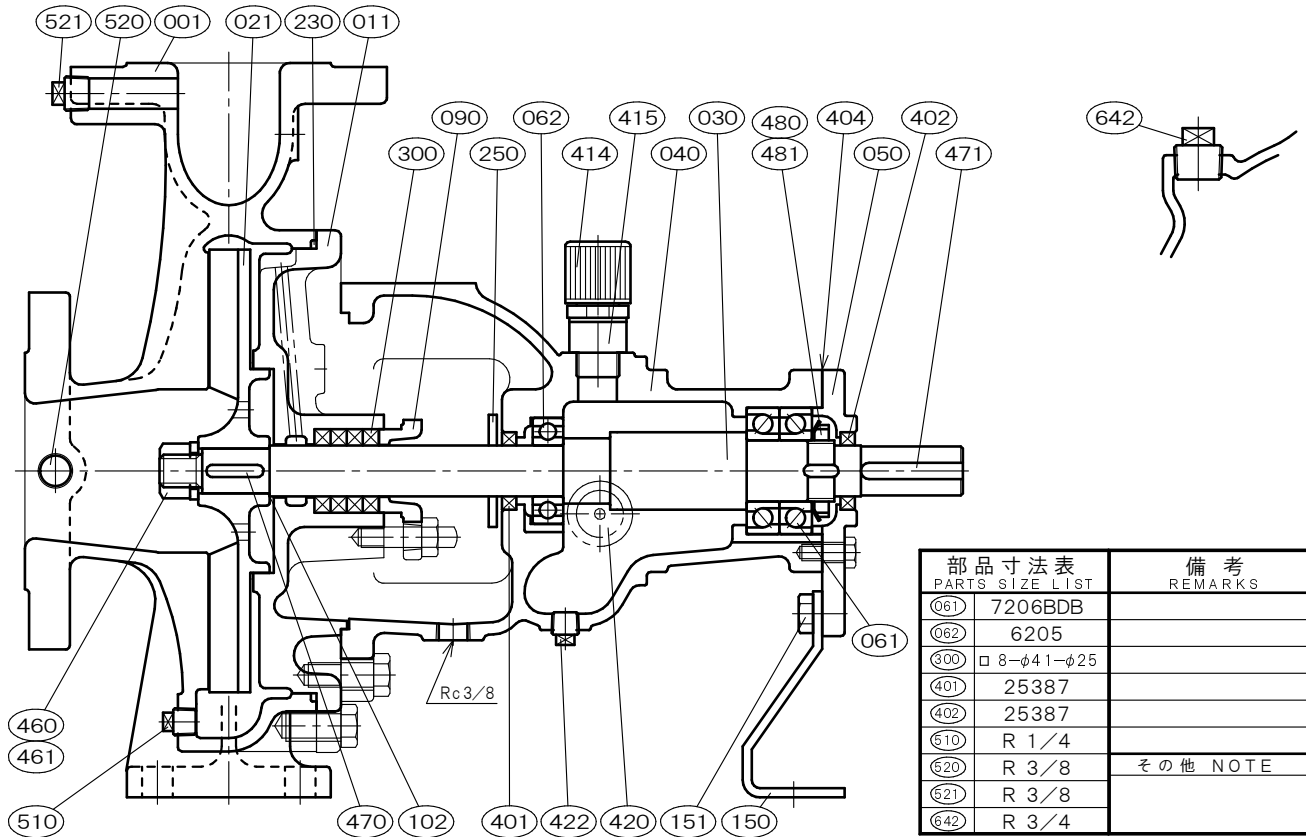 521 520 001 021 230 011
090 062 415 030 480 404 402 642
300 250 414 040 481 050 471
061
Rc3/8
460
461
510 470 102 401 422 420 151 150
部品寸法表 備考
PARTS SIZE LIST REMARKS
061 7206BDB
062 6205
300 □ 8-φ41-φ25
401 25387
402 25387
510 R 1/4
520 R 3/8 その他 NOTE
521 R 3/8
642 R 3/4